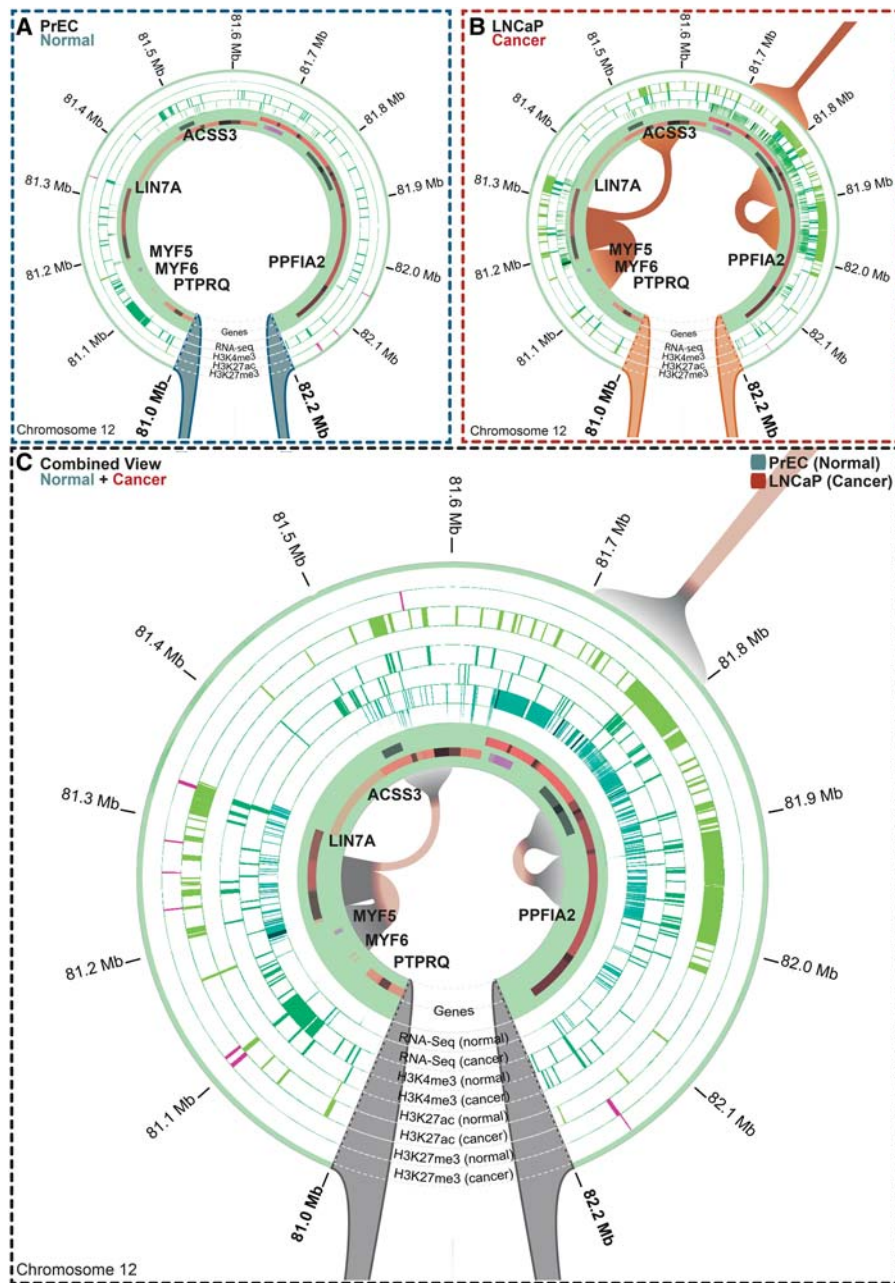 A PrEC
Normal
81.6 Mb
81.5 Mb
81.7 Mb
81.4 Mb
81.8 Mb
ACSS3
81.3 Mb
LIN7A
81.9 Mb
MYF5
MYF6
PTPRQ
PPFIA2
81.2 Mb
82.0 Mb
81.1 Mb
82.1 Mb
Genes
RNA-seq
H3K4me3
H3K27ac
H3K27me3
81.0 Mb
82.2 Mb
Chromosome 12
B LNCaP
Cancer
81.6 Mb
81.5 Mb
81.7 Mb
81.4 Mb
81.8 Mb
ACSS3
81.3 Mb
LIN7A
81.9 Mb
MYF5
MYF6
PTPRQ
PPFIA2
81.2 Mb
82.0 Mb
81.1 Mb
82.1 Mb
Genes
RNA-seq
H3K4me3
H3K27ac
H3K27me3
81.0 Mb
82.2 Mb
Chromosome 12
C Combined View
Normal + Cancer
PrEC (Normal)
LNCaP (Cancer)
81.6 Mb
81.5 Mb
81.7 Mb
81.4 Mb
81.8 Mb
81.3 Mb
ACSS3
81.9 Mb
LIN7A
MYF5
PPFIA2
MYF6
PTPRQ
81.2 Mb
82.0 Mb
Genes
RNA-Seq (normal)
RNA-Seq (cancer)
H3K4me3 (normal)
H3K4me3 (cancer)
H3K27ac (normal)
H3K27ac (cancer)
H3K27me3 (normal)
H3K27me3 (cancer)
81.1 Mb
82.1 Mb
81.0 Mb
82.2 Mb
Chromosome 12